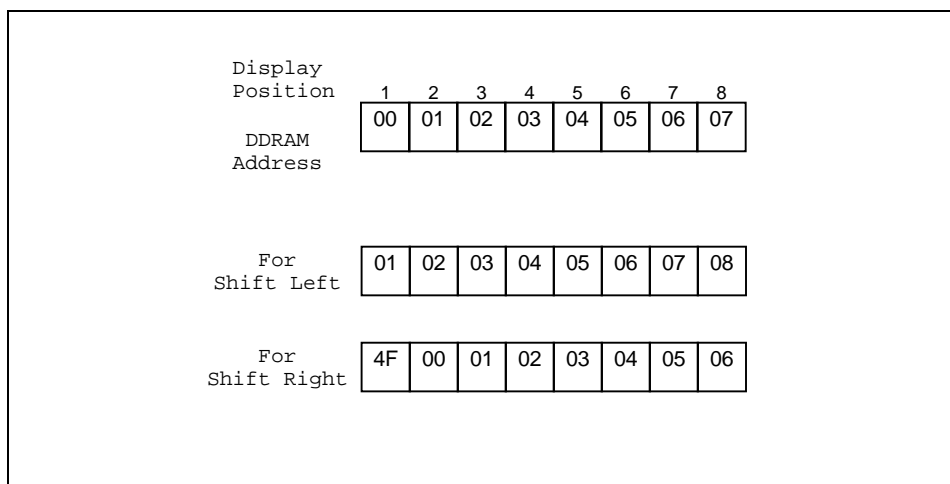 Display
Position
1 2 3 4 5 6 7 8
00 01 02 03 04 05 06 07
DDRAM
Address
For
Shift Left
01 02 03 04 05 06 07 08
For
Shift Right
4F 00 01 02 03 04 05 06